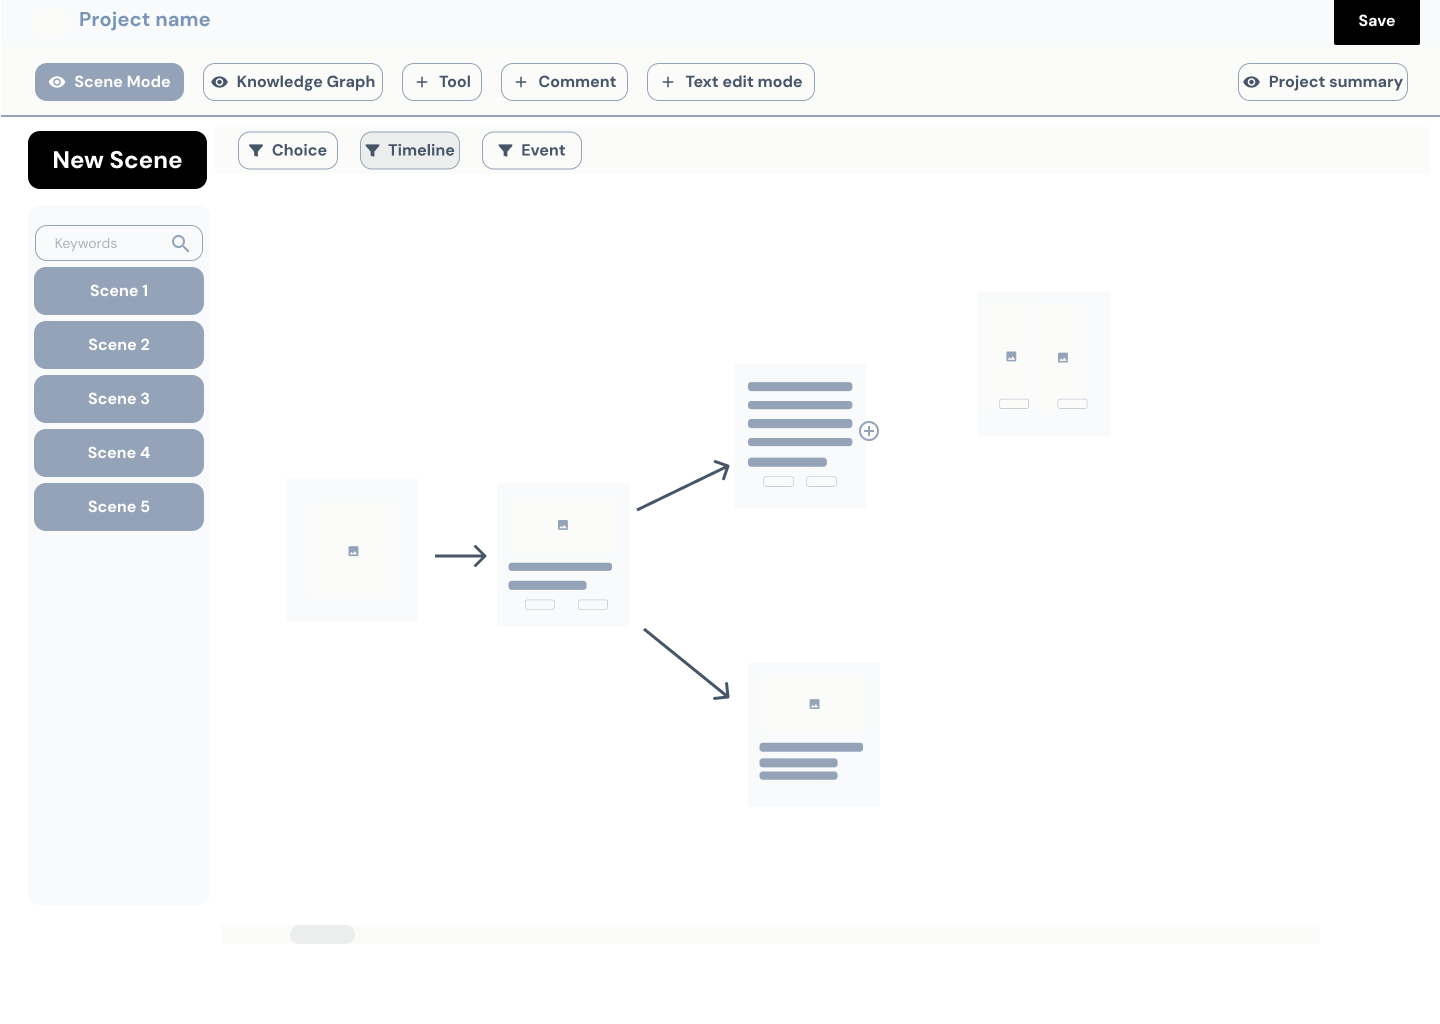 Project name
Save
Scene Mode
Knowledge Graph
Tool
Comment
Text edit mode
Project summary
New Scene
Choice
Timeline
Event
Keywords
Scene 1
Scene 2
Scene 3
Scene 4
Scene 5